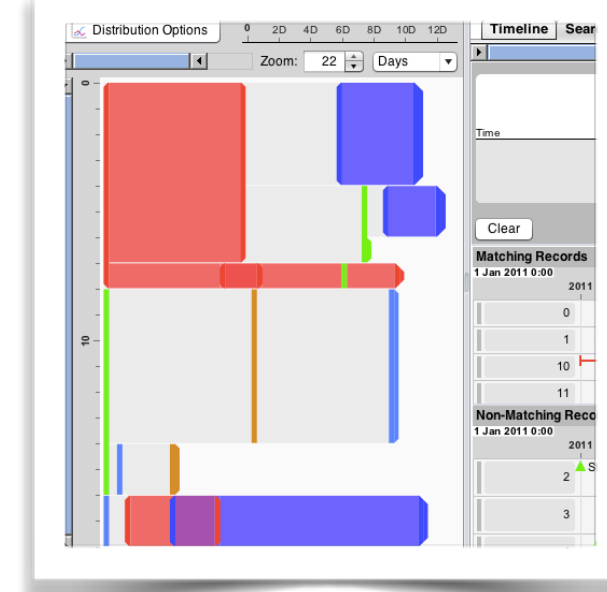 Distribution Options
0 2D 4D 6D 8D 10D 12D
Zoom: 22 Days
0
10
Timeline Sear
Time
Clear
Matching Records
1 Jan 2011 0:00
2011
0
1
10
11
Non-Matching Reco
1 Jan 2011 0:00
2011
S
2
3